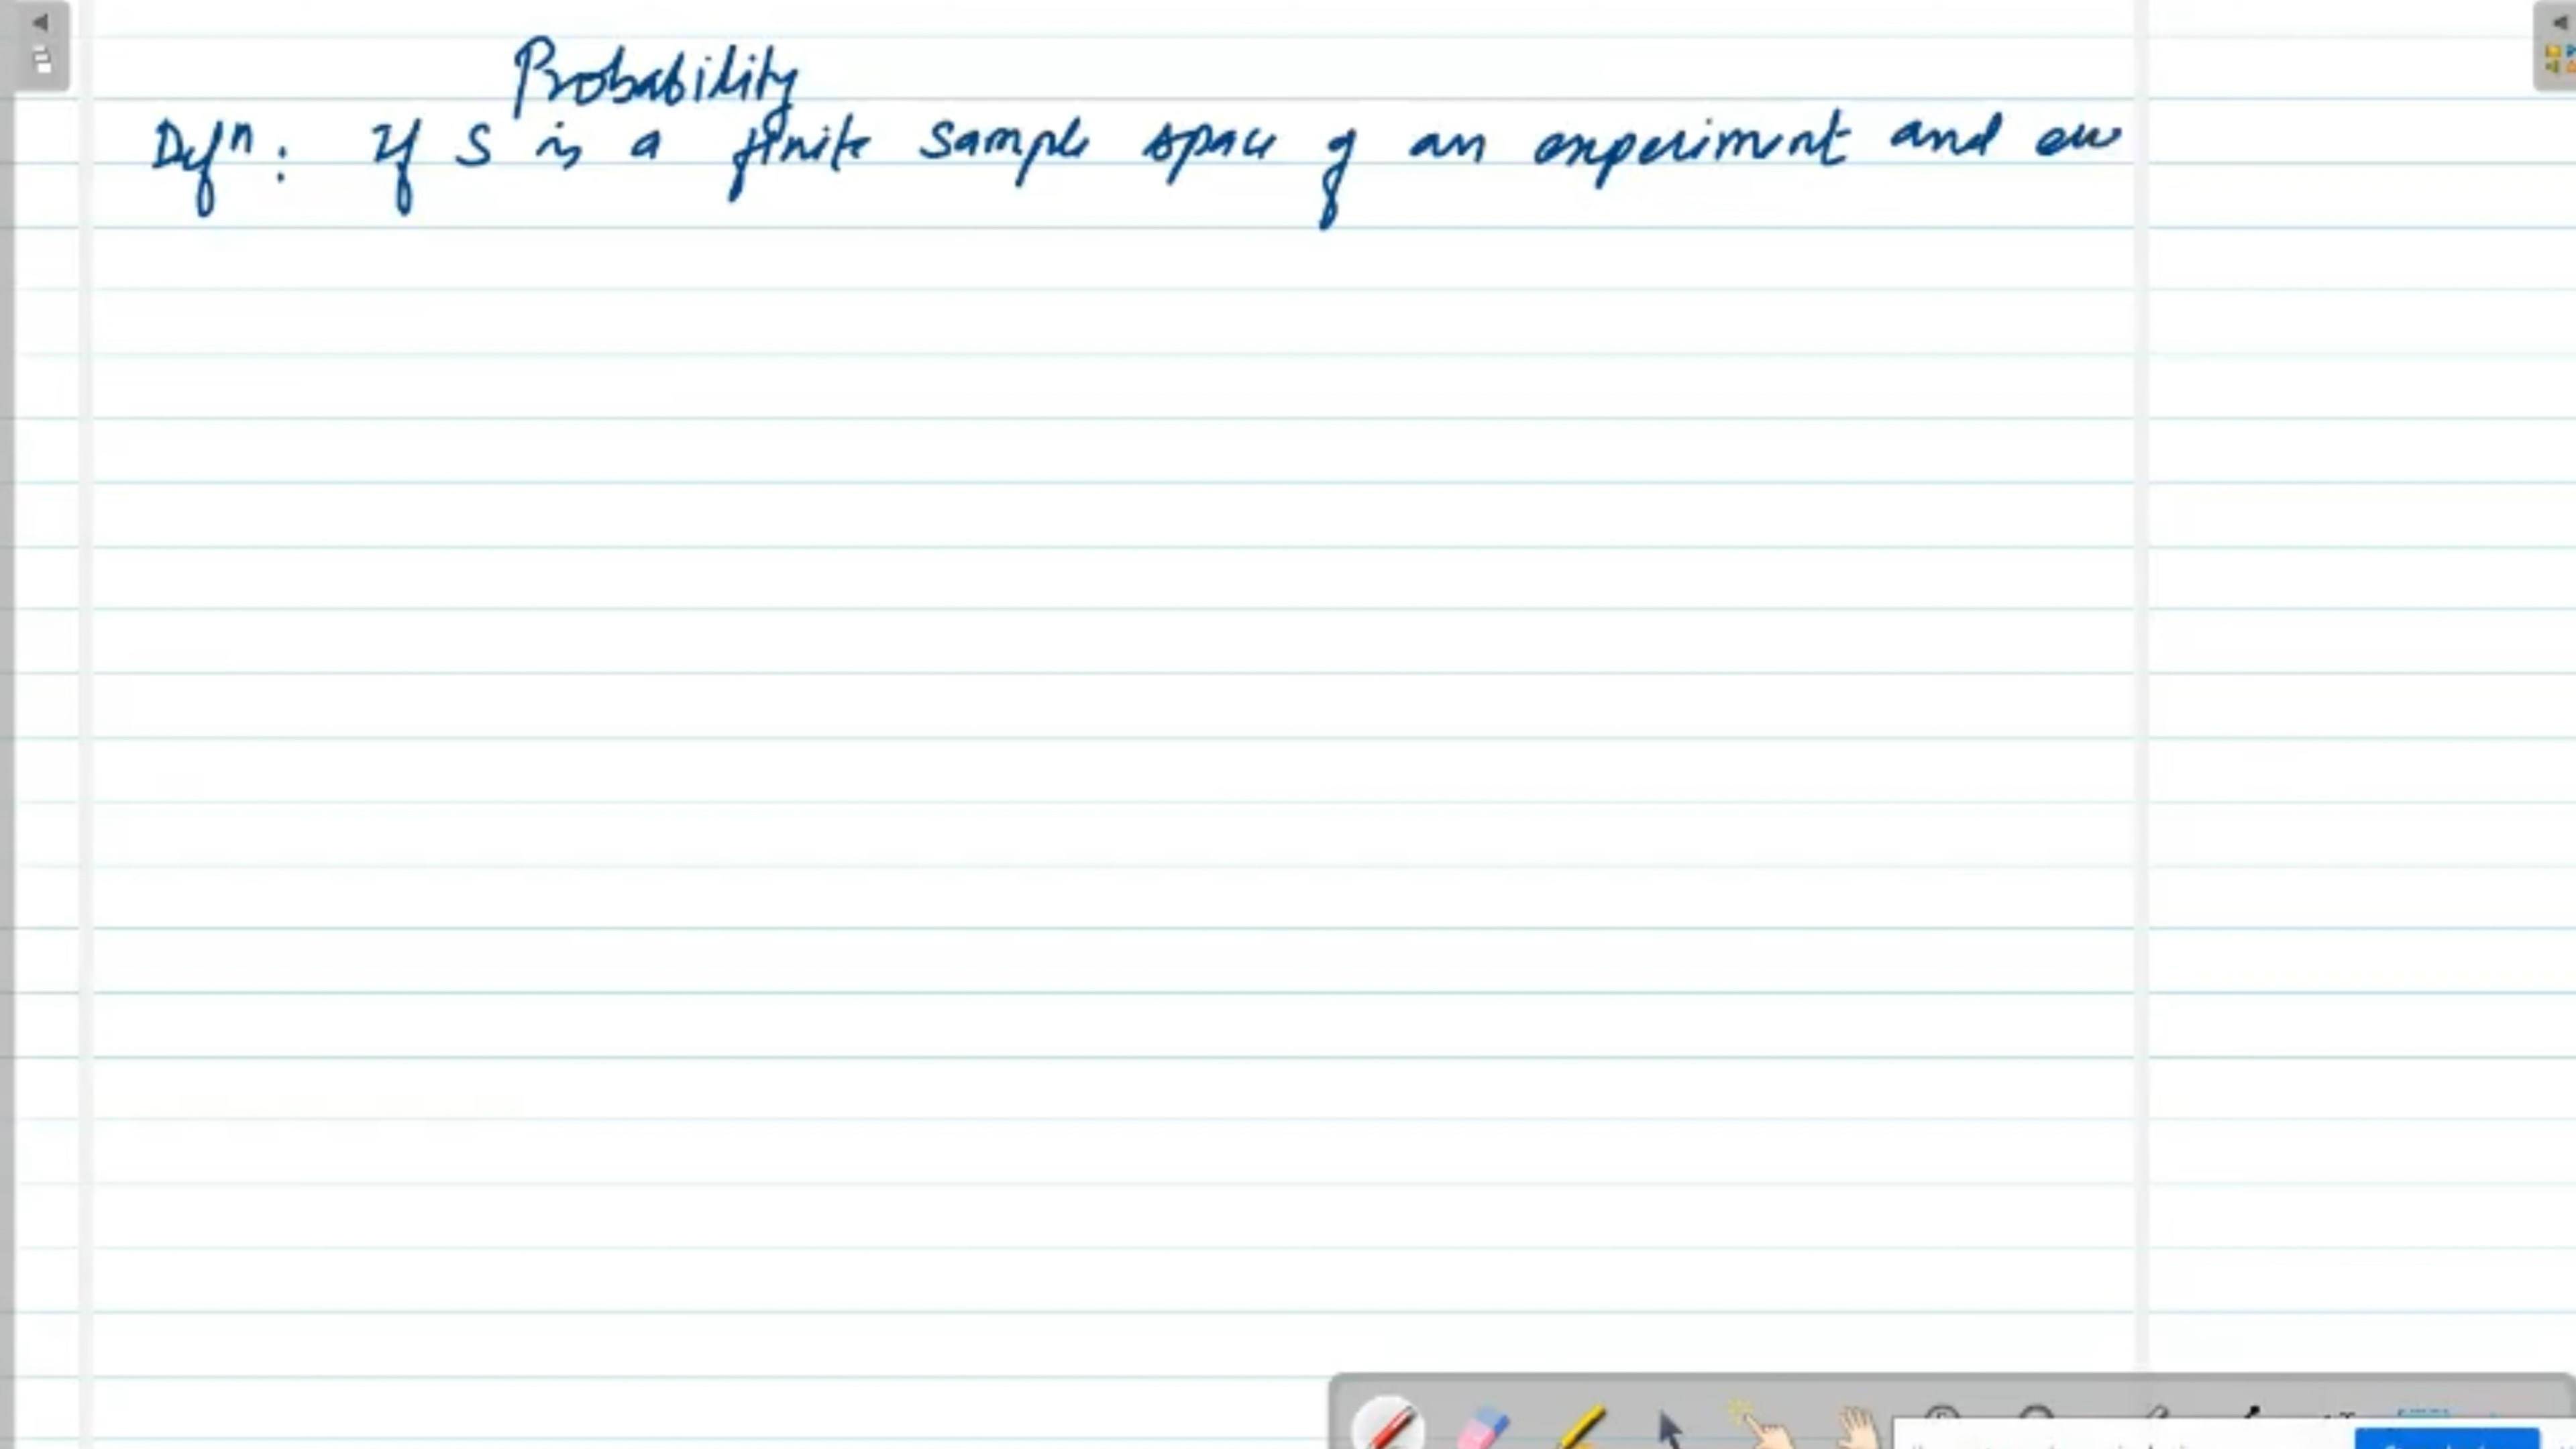 Probability
Defn: If S is a finite sample space of an experiment and